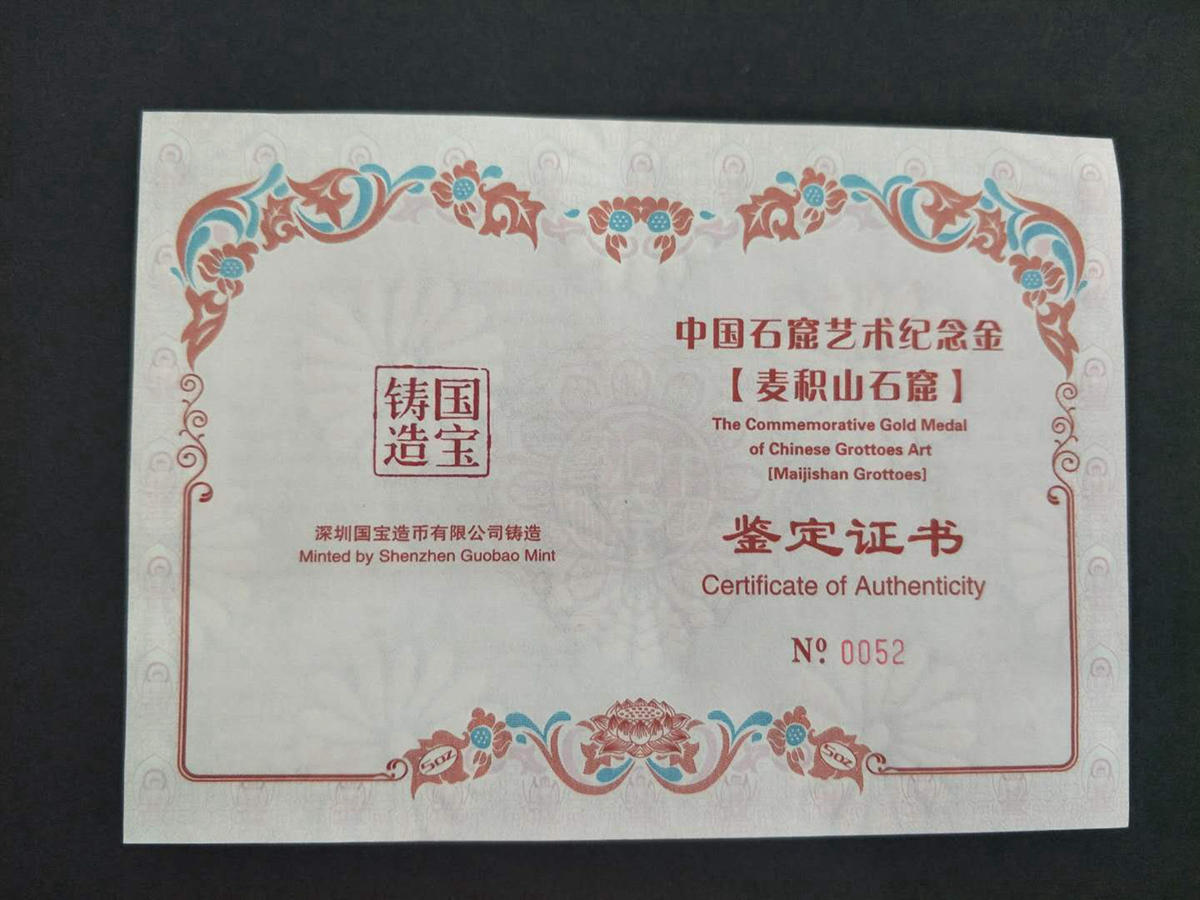 国宝
铸造
深圳国宝造币有限公司铸造
Minted by Shenzhen Guobao Mint
中国石窟艺术纪念金
【麦积山石窟】
The Commemorative Gold Medal
of Chinese Grottoes Art
[Maijishan Grottoes]
鉴定证书
Certificate of Authenticity
Nº 0052
5oz
5oz